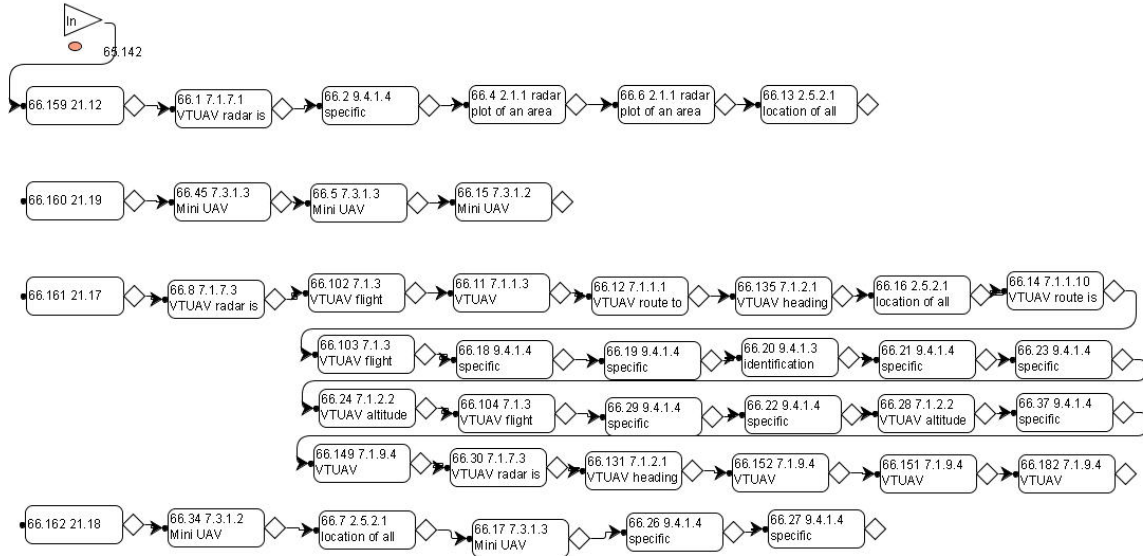 In
65.142
66.159 21.12
66.1 7.1.7.1
VTUAV radar is
66.2 9.4.1.4
specific
66.4 2.1.1 radar
plot of an area
66.6 2.1.1 radar
plot of an area
66.13 2.5.2.1
location of all
66.160 21.19
66.45 7.3.1.3
Mini UAV
66.5 7.3.1.3
Mini UAV
66.15 7.3.1.2
Mini UAV
66.161 21.17
66.8 7.1.7.3
VTUAV radar is
66.102 7.1.3
VTUAV flight
66.11 7.1.1.3
VTUAV
66.12 7.1.1.1
VTUAV route to
66.135 7.1.2.1
VTUAV heading
66.16 2.5.2.1
location of all
66.14 7.1.1.10
VTUAV route is
66.103 7.1.3
VTUAV flight
66.18 9.4.1.4
specific
66.19 9.4.1.4
specific
66.20 9.4.1.3
identification
66.21 9.4.1.4
specific
66.23 9.4.1.4
specific
66.24 7.1.2.2
VTUAV altitude
66.104 7.1.3
VTUAV flight
66.29 9.4.1.4
specific
66.22 9.4.1.4
specific
66.28 7.1.2.2
VTUAV altitude
66.37 9.4.1.4
specific
66.149 7.1.9.4
VTUAV
66.30 7.1.7.3
VTUAV radar is
66.131 7.1.2.1
VTUAV heading
66.152 7.1.9.4
VTUAV
66.151 7.1.9.4
VTUAV
66.182 7.1.9.4
VTUAV
66.162 21.18
66.34 7.3.1.2
Mini UAV
66.7 2.5.2.1
location of all
66.17 7.3.1.3
Mini UAV
66.26 9.4.1.4
specific
66.27 9.4.1.4
specific